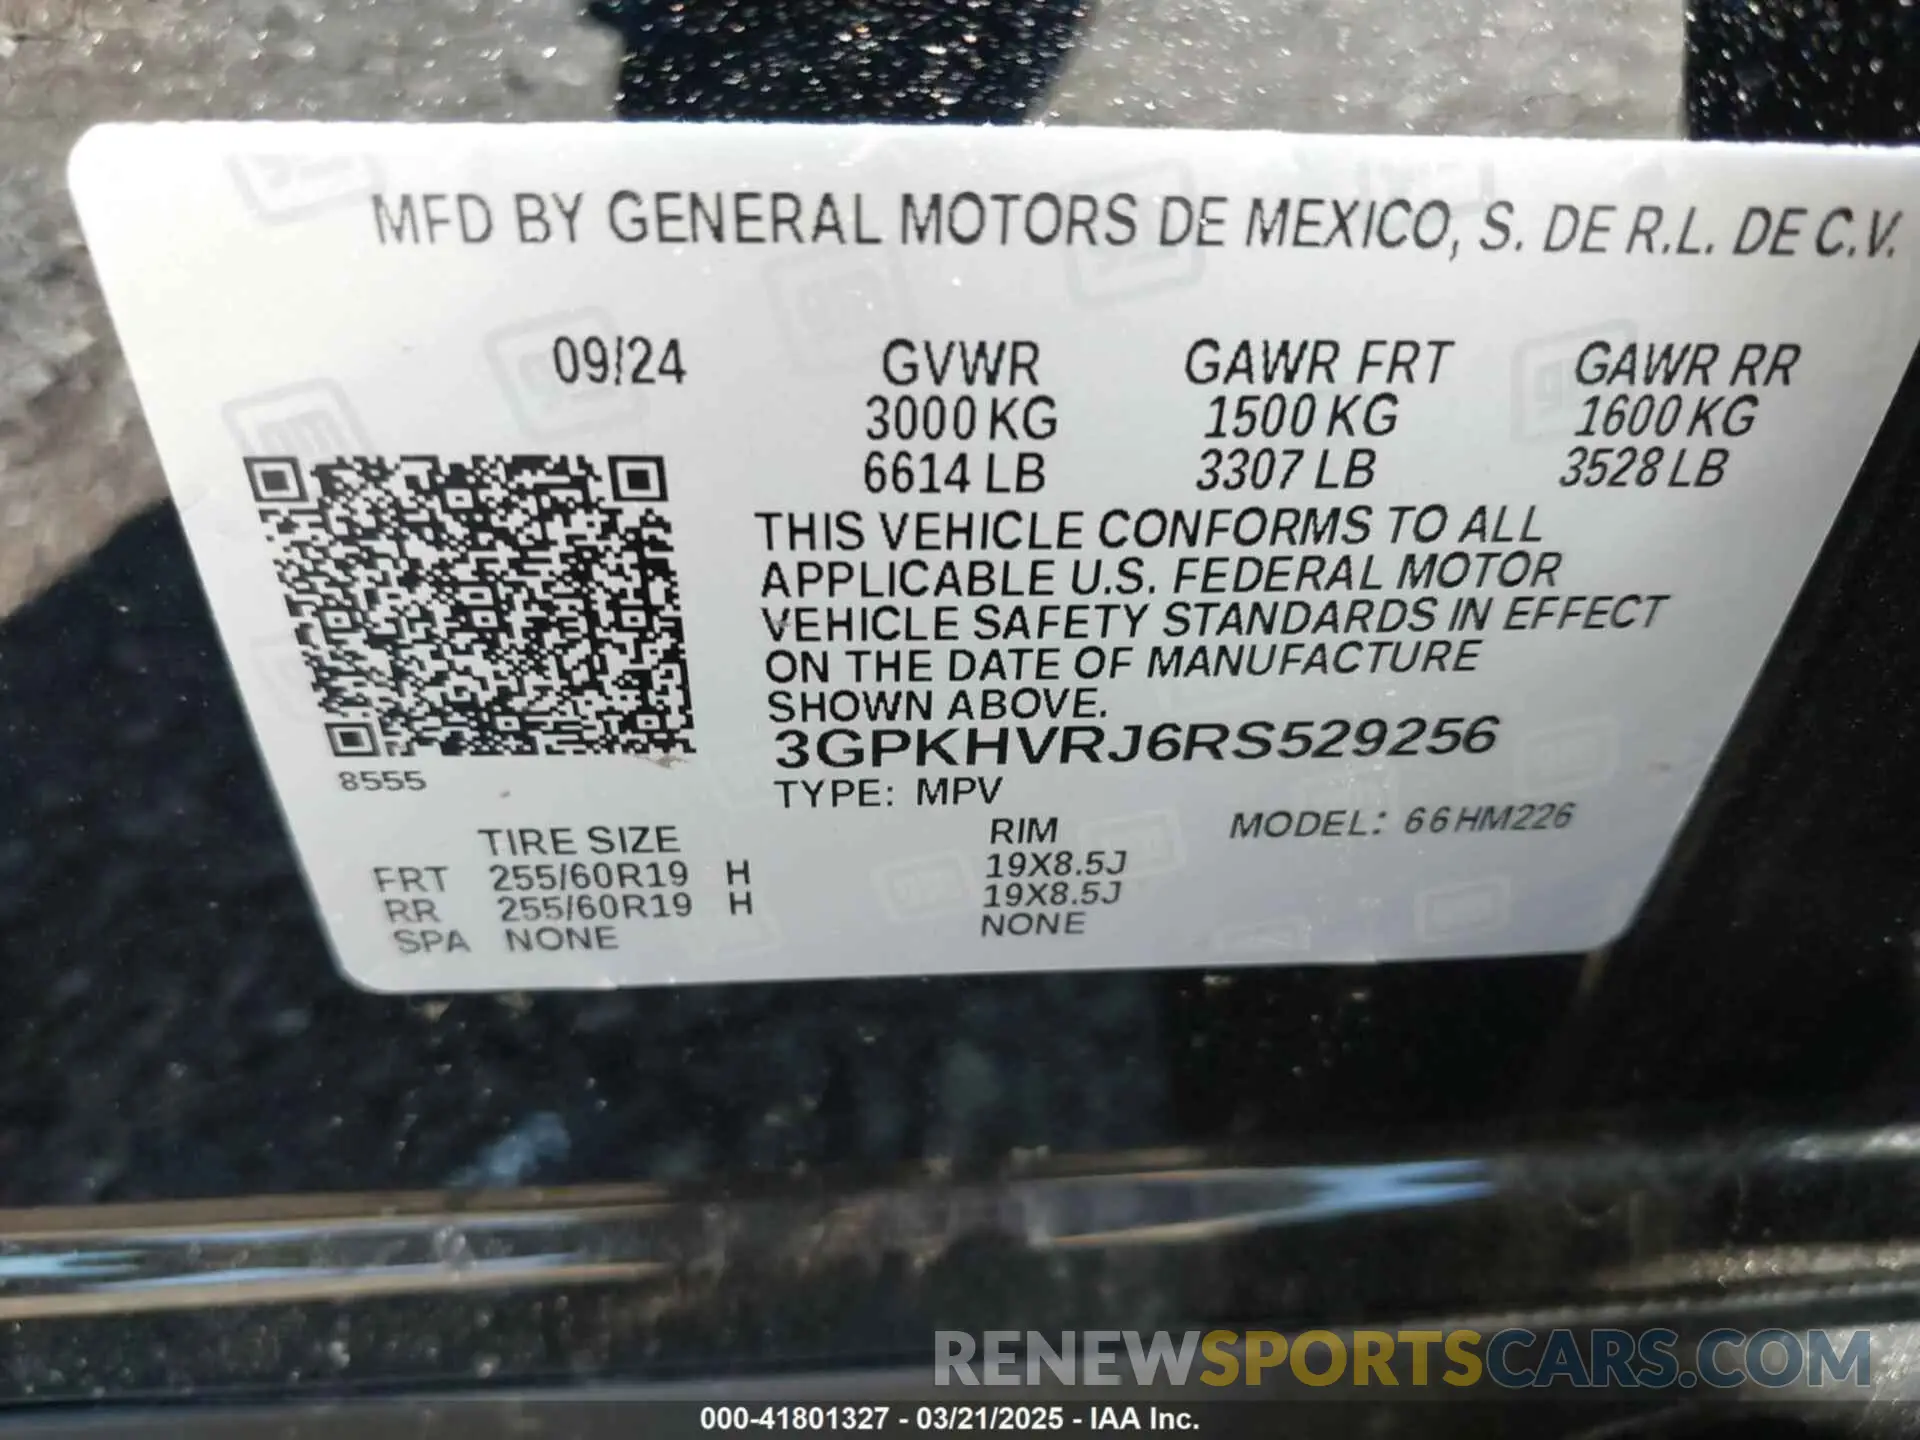 MFD BY GENERAL MOTORS DE MEXICO, S. DE R.L. DE C.V.
09/24 GVWR GAWR FRT GAWR RR
3000 KG 1500 KG 1600 KG
6614 LB 3307 LB 3528 LB
THIS VEHICLE CONFORMS TO ALL
APPLICABLE U.S. FEDERAL MOTOR
VEHICLE SAFETY STANDARDS IN EFFECT
ON THE DATE OF MANUFACTURE
SHOWN ABOVE.
3GPKHVRJ6RS529256
8555
TYPE: MPV
TIRE SIZE RIM MODEL: 66HM226
FRT 255/60R19 H 19X8.5J
RR 255/60R19 H 19X8.5J
SPA NONE NONE
RENEWSPORTSCARS.COM
000-41801327 - 03/21/2025 - IAA Inc.